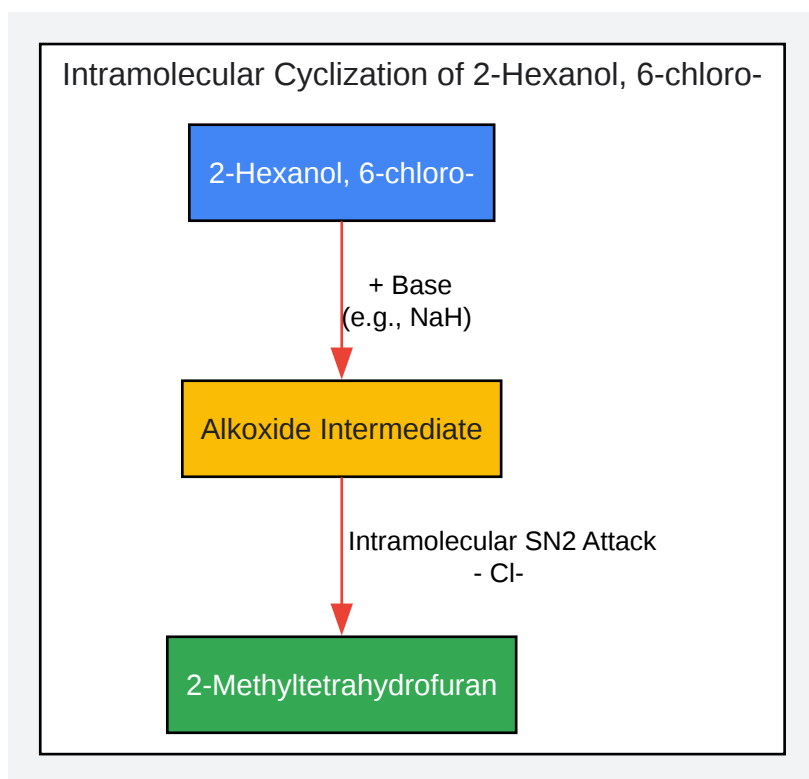 Intramolecular Cyclization of 2-Hexanol, 6-chloro-
2-Hexanol, 6-chloro-
+ Base
(e.g., NaH)
Alkoxide Intermediate
Intramolecular SN2 Attack
- Cl-
2-Methyltetrahydrofuran